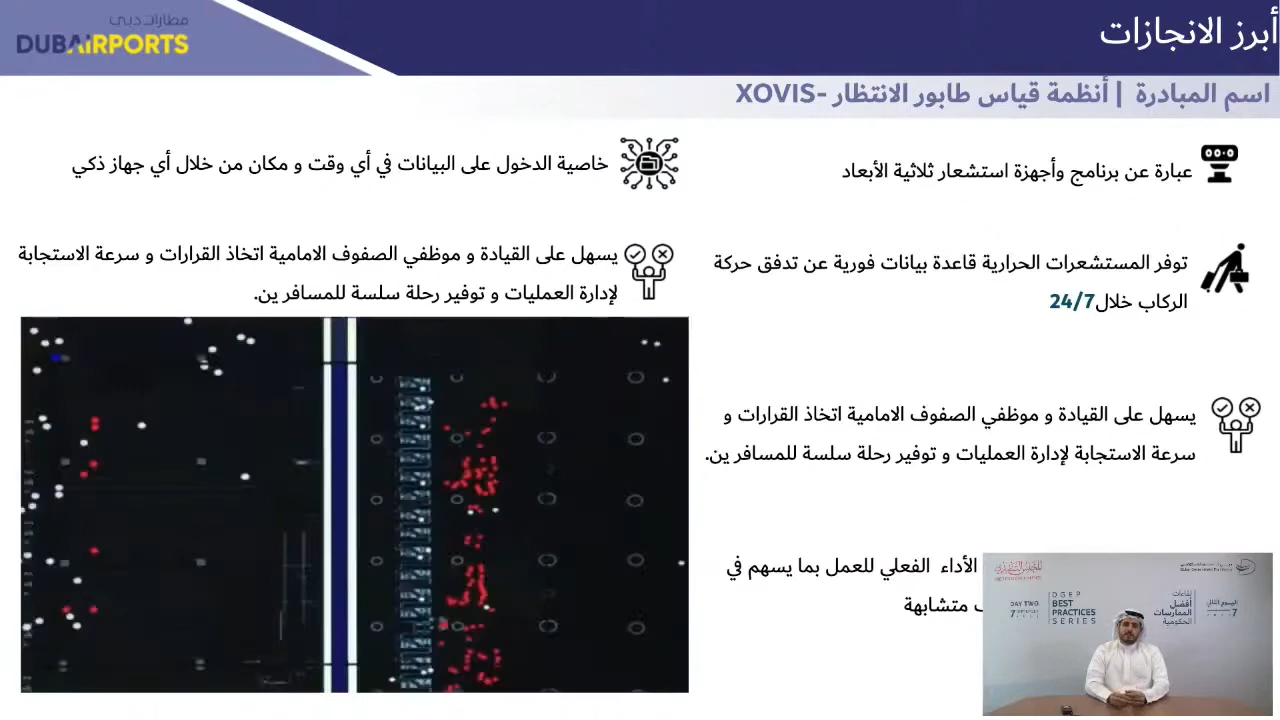 أبرز الانجازات
مطارات دبي
DUBAIRPORTS
اسم المبادرة | أنظمة قياس طابور الانتظار -XOVIS
عبارة عن برنامج وأجهزة استشعار ثلاثية الأبعاد
توفر المستشعرات الحرارية قاعدة بيانات فورية عن تدفق حركة
الركاب خلال24/7
يسهل على القيادة و موظفي الصفوف الامامية اتخاذ القرارات و
سرعة الاستجابة لإدارة العمليات و توفير رحلة سلسة للمسافر ين.
الأداء الفعلي للعمل بما يسهم في
متشابهة
خاصية الدخول على البيانات في أي وقت و مكان من خلال أي جهاز ذكي
يسهل على القيادة و موظفي الصفوف الامامية اتخاذ القرارات و سرعة الاستجابة
لإدارة العمليات و توفير رحلة سلسة للمسافر ين.
DAY TWO
7
DGEP
BEST
PRACTICES
SERIES
لقاءات
أفضل
الممارسات
الحكومية
اليوم الثاني
7